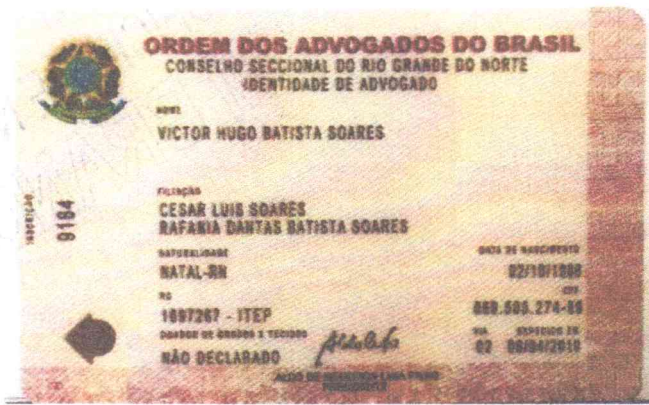 ORDEM DOS ADVOGADOS DO BRASIL
CONSELHO SECCIONAL DO RIO GRANDE DO NORTE
IDENTIDADE DE ADVOGADO
NOME
VICTOR HUGO BATISTA SOARES
INSCRIÇÃO:
9184
FILIAÇÃO
CESAR LUIS SOARES
RAFANIA DANTAS BATISTA SOARES
NATURALIDADE
NATAL-RN
DATA DE NASCIMENTO
RG
1697267 - ITEP
CPF
DOADOR DE ÓRGÃOS E TECIDOS
NÃO DECLARADO
VIA
02
EXPEDIDO EM
PRESIDENTE